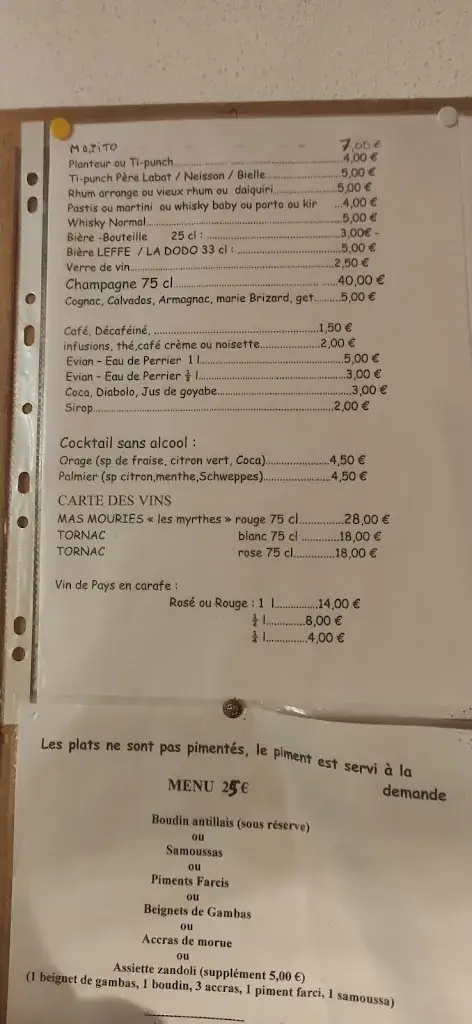 MOJITO - - - 7,00 €
Planteur ou Ti-punch.................. 4,00 €
Ti-punch Père Labat / Neisson / Bielle..................5,00 €
Rhum arrange ou vieux rhum ou daiquiri...............5,00 €
Pastis ou martini ou whisky baby ou porto ou kir ...4,00 €
Whisky Normal..................5,00 €
Bière -Bouteille 25 cl : ..................3,00€ -
Bière LEFFE / LA DODO 33 cl : ..................5,00 €
Verre de vin..................2,50 €
Champagne 75 cl.................. .....40,00 €
Cognac, Calvados, Armagnac, marie Brizard, get.........5,00 €
Café, Décaféiné, ..................1,50 €
infusions, thé,café crème ou noisette..................2,00 €
Evian - Eau de Perrier 1 l..................5,00 €
Evian - Eau de Perrier ½ l..................3,00 €
Coca, Diabolo, Jus de goyabe..................3,00 €
Sirop..................2,00 €
Cocktail sans alcool :
Orage (sp de fraise, citron vert, Coca)..................4,50 €
Palmier (sp citron,menthe,Schweppes)..................4,50 €
CARTE DES VINS
MAS MOURIES « les myrthes » rouge 75 cl...............28,00 €
TORNAC blanc 75 cl .............18,00 €
TORNAC rose 75 cl..............18,00 €
Vin de Pays en carafe :
Rosé ou Rouge : 1 l................14,00 €
½ l.............8,00 €
¼ l..............4,00 €
Les plats ne sont pas pimentés, le piment est servi à la
demande
MENU 25€
Boudin antillais (sous réserve)
ou
Samoussas
ou
Piments Farcis
ou
Beignets de Gambas
ou
Accras de morue
ou
Assiette zandoli (supplément 5,00 €)
(1 beignet de gambas, 1 boudin, 3 accras, 1 piment farci, 1 samoussa)